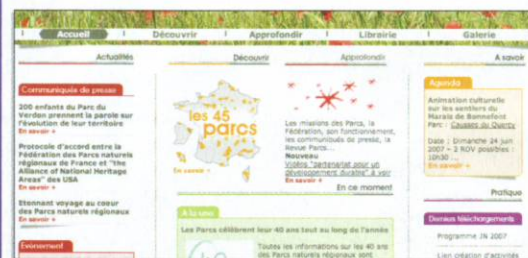 Accueil
Découvrir
Approfondir
Librairie
Galerie
Actualités
Communiqués de presse
200 enfants du Parc du
Verdon prennent la parole sur
l'évolution de leur territoire
En savoir +
Protocole d'accord entre la
Fédération des Parcs naturels
régionaux de France et "the
Alliance of National Heritage
Areas" des USA
En savoir +
Etonnant voyage au coeur
des Parcs naturels régionaux
En savoir +
Evénement
Découvrir
les 45
parcs
En savoir +
Approfondir
Les missions des Parcs, la
Fédération, son fonctionnement,
les communiqués de presse, la
Revue Parcs...
Nouveau
Vidéos "partenariat pour un
développement durable" à voir
En savoir +
En ce moment
A la une
Les Parcs célèbrent leur 40 ans tout au long de l'année
Toutes les informations sur les 40 ans
des Parcs naturels régionaux sont
A savoir
Agenda
Animation culturelle
sur les sentiers du
Marais de Bonnefont
Parc : Causses du Quercy
Date : Dimanche 24 juin
2007 - 2 RDV possibles :
10H30 ...
En savoir +
Pratique
Derniers téléchargements
Programme JN 2007
Lien création d'activités